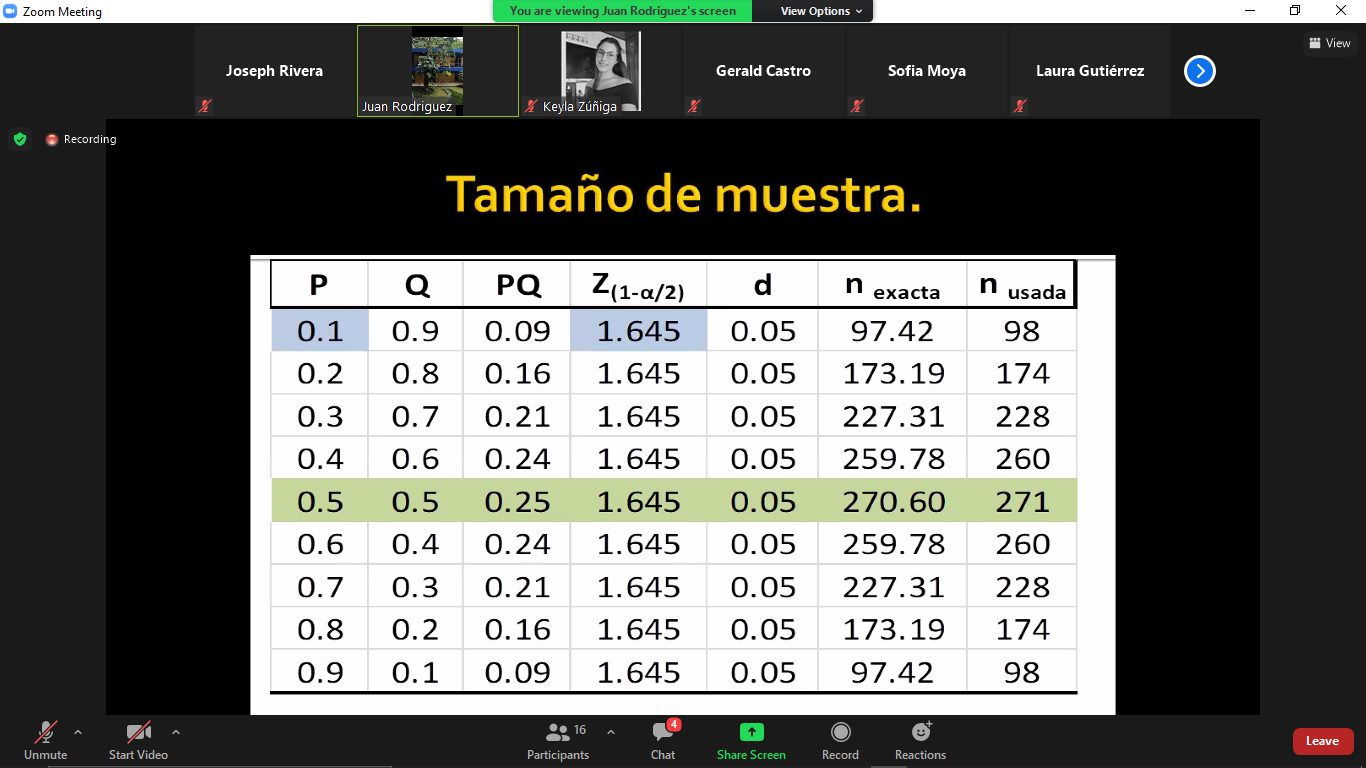 Zoom Meeting
You are viewing Juan Rodriguez's screen
View Options
Joseph Rivera
Juan Rodriguez
Keyla Zúñiga
Gerald Castro
Sofia Moya
Laura Gutiérrez
View
Recording
Tamaño de muestra.
P Q PQ Z(1-α/2) d n exacta n usada
0.1 0.9 0.09 1.645 0.05 97.42 98
0.2 0.8 0.16 1.645 0.05 173.19 174
0.3 0.7 0.21 1.645 0.05 227.31 228
0.4 0.6 0.24 1.645 0.05 259.78 260
0.5 0.5 0.25 1.645 0.05 270.60 271
0.6 0.4 0.24 1.645 0.05 259.78 260
0.7 0.3 0.21 1.645 0.05 227.31 228
0.8 0.2 0.16 1.645 0.05 173.19 174
0.9 0.1 0.09 1.645 0.05 97.42 98
Unmute
Start Video
16
Participants
4
Chat
Share Screen
Record
Reactions
Leave